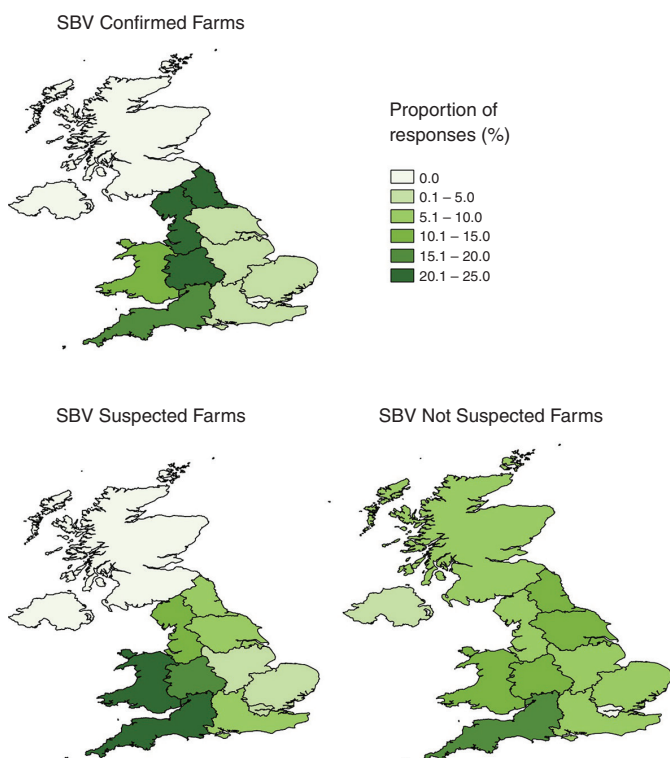 SBV Confirmed Farms
Proportion of
responses (%)
0.0
0.1 – 5.0
5.1 – 10.0
10.1 – 15.0
15.1 – 20.0
20.1 – 25.0
SBV Suspected Farms
SBV Not Suspected Farms